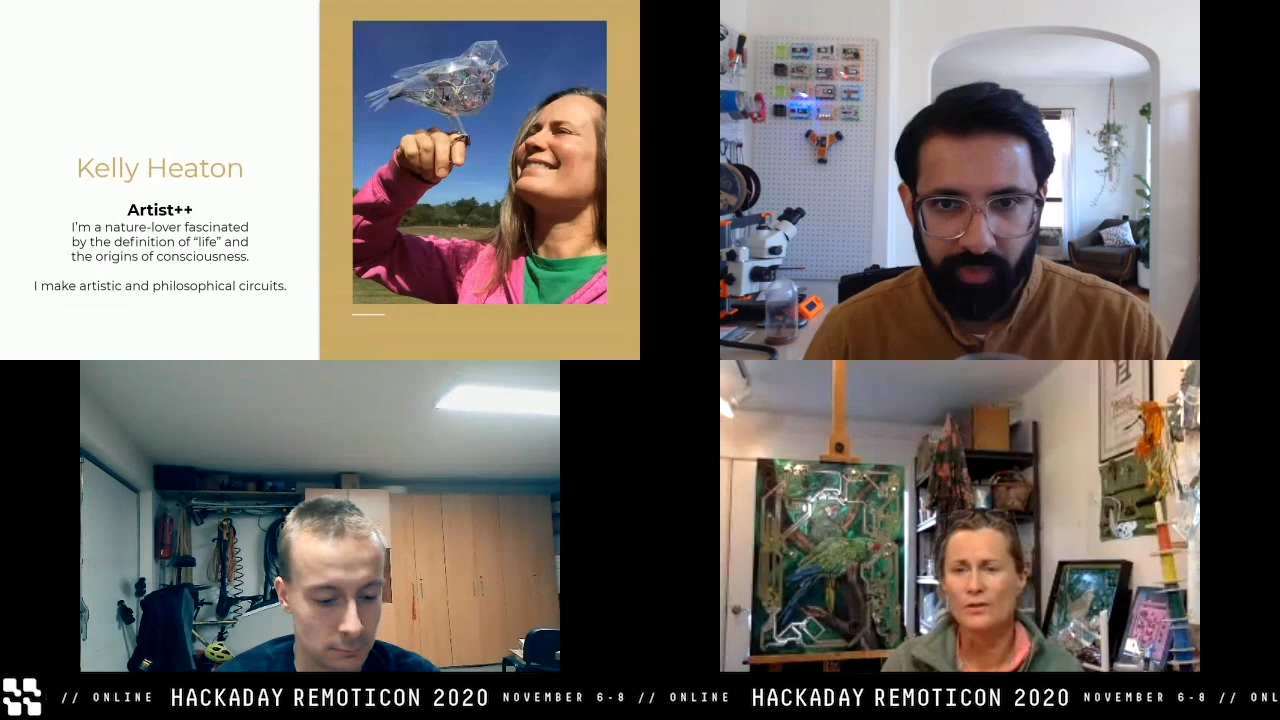 Kelly Heaton
Artist++
I'm a nature-lover fascinated
by the definition of “life” and
the origins of consciousness.
I make artistic and philosophical circuits.
// ONLINE HACKADAY REMOTICON 2020 NOVEMBER 6-8 // ONLINE HACKADAY REMOTICON 2020 NOVEMBER 6-8 // ONL